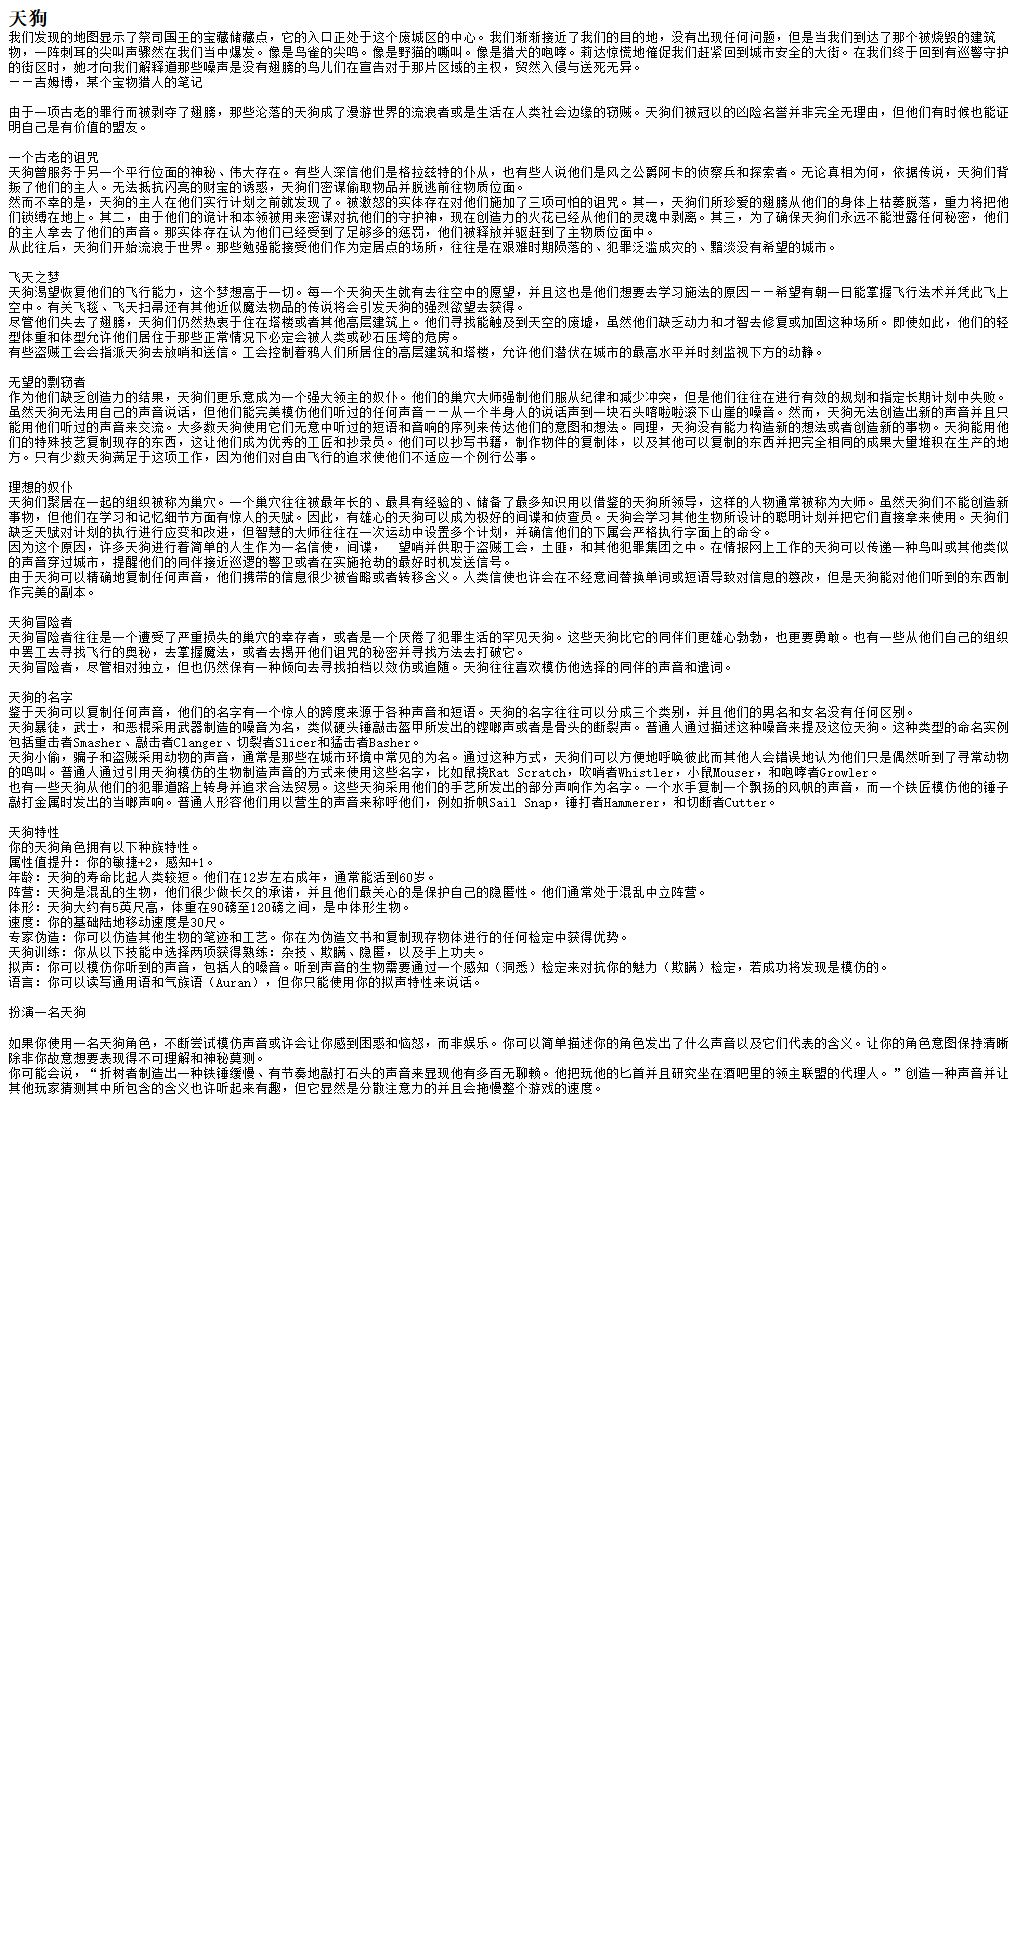 天狗
我们发现的地图显示了祭司国王的宝藏储藏点，它的入口正处于这个废城区的中心。我们渐渐接近了我们的目的地，没有出现任何问题，但是当我们到达了那个被烧毁的建筑
物，一阵刺耳的尖叫声骤然在我们当中爆发。像是鸟雀的尖鸣。像是野猫的嘶叫。像是猎犬的咆哮。莉达惊慌地催促我们赶紧回到城市安全的大街。在我们终于回到有巡警守护
的街区时，她才向我们解释道那些噪声是没有翅膀的鸟儿们在宣告对于那片区域的主权，贸然入侵与送死无异。
——吉姆博，某个宝物猎人的笔记
由于一项古老的罪行而被剥夺了翅膀，那些沦落的天狗成了漫游世界的流浪者或是生活在人类社会边缘的窃贼。天狗们被冠以的凶险名誉并非完全无理由，但他们有时候也能证
明自己是有价值的盟友。
一个古老的诅咒
天狗曾服务于另一个平行位面的神秘、伟大存在。有些人深信他们是格拉兹特的仆从，也有些人说他们是风之公爵阿卡的侦察兵和探索者。无论真相为何，依据传说，天狗们背
叛了他们的主人。无法抵抗闪亮的财宝的诱惑，天狗们密谋偷取物品并脱逃前往物质位面。
然而不幸的是，天狗的主人在他们实行计划之前就发现了。被激怒的实体存在对他们施加了三项可怕的诅咒。其一，天狗们所珍爱的翅膀从他们的身体上枯萎脱落，重力将把他
们锁缚在地上。其二，由于他们的诡计和本领被用来密谋对抗他们的守护神，现在创造力的火花已经从他们的灵魂中剥离。其三，为了确保天狗们永远不能泄露任何秘密，他们
的主人拿去了他们的声音。那实体存在认为他们已经受到了足够多的惩罚，他们被释放并驱赶到了主物质位面中。
从此往后，天狗们开始流浪于世界。那些勉强能接受他们作为定居点的场所，往往是在艰难时期陨落的、犯罪泛滥成灾的、黯淡没有希望的城市。
飞天之梦
天狗渴望恢复他们的飞行能力，这个梦想高于一切。每一个天狗天生就有去往空中的愿望，并且这也是他们想要去学习施法的原因——希望有朝一日能掌握飞行法术并凭此飞上
空中。有关飞毯、飞天扫帚还有其他近似魔法物品的传说将会引发天狗的强烈欲望去获得。
尽管他们失去了翅膀，天狗们仍然热衷于住在塔楼或者其他高层建筑上。他们寻找能触及到天空的废墟，虽然他们缺乏动力和才智去修复或加固这种场所。即使如此，他们的轻
型体重和体型允许他们居住于那些正常情况下必定会被人类或砂石压垮的危房。
有些盗贼工会会指派天狗去放哨和送信。工会控制着鸦人们所居住的高层建筑和塔楼，允许他们潜伏在城市的最高水平并时刻监视下方的动静。
无望的剽窃者
作为他们缺乏创造力的结果，天狗们更乐意成为一个强大领主的奴仆。他们的巢穴大师强制他们服从纪律和减少冲突，但是他们往往在进行有效的规划和指定长期计划中失败。
虽然天狗无法用自己的声音说话，但他们能完美模仿他们听过的任何声音——从一个半身人的说话声到一块石头喀啦啦滚下山崖的噪音。然而，天狗无法创造出新的声音并且只
能用他们听过的声音来交流。大多数天狗使用它们无意中听过的短语和音响的序列来传达他们的意图和想法。同理，天狗没有能力构造新的想法或者创造新的事物。天狗能用他
们的特殊技艺复制现存的东西，这让他们成为优秀的工匠和抄录员。他们可以抄写书籍，制作物件的复制体，以及其他可以复制的东西并把完全相同的成果大量堆积在生产的地
方。只有少数天狗满足于这项工作，因为他们对自由飞行的追求使他们不适应一个例行公事。
理想的奴仆
天狗们聚居在一起的组织被称为巢穴。一个巢穴往往被最年长的、最具有经验的、储备了最多知识用以借鉴的天狗所领导，这样的人物通常被称为大师。虽然天狗们不能创造新
事物，但他们在学习和记忆细节方面有惊人的天赋。因此，有雄心的天狗可以成为极好的间谍和侦查员。天狗会学习其他生物所设计的聪明计划并把它们直接拿来使用。天狗们
缺乏天赋对计划的执行进行应变和改进，但智慧的大师往往在一次运动中设置多个计划，并确信他们的下属会严格执行字面上的命令。
因为这个原因，许多天狗进行着简单的人生作为一名信使，间谍， 望哨并供职于盗贼工会，土匪，和其他犯罪集团之中。在情报网上工作的天狗可以传递一种鸟叫或其他类似
的声音穿过城市，提醒他们的同伴接近巡逻的警卫或者在实施抢劫的最好时机发送信号。
由于天狗可以精确地复制任何声音，他们携带的信息很少被省略或者转移含义。人类信使也许会在不经意间替换单词或短语导致对信息的篡改，但是天狗能对他们听到的东西制
作完美的副本。
天狗冒险者
天狗冒险者往往是一个遭受了严重损失的巢穴的幸存者，或者是一个厌倦了犯罪生活的罕见天狗。这些天狗比它的同伴们更雄心勃勃，也更要勇敢。也有一些从他们自己的组织
中罢工去寻找飞行的奥秘，去掌握魔法，或者去揭开他们诅咒的秘密并寻找方法去打破它。
天狗冒险者，尽管相对独立，但也仍然保有一种倾向去寻找拍档以效仿或追随。天狗往往喜欢模仿他选择的同伴的声音和遣词。
天狗的名字
鉴于天狗可以复制任何声音，他们的名字有一个惊人的跨度来源于各种声音和短语。天狗的名字往往可以分成三个类别，并且他们的男名和女名没有任何区别。
天狗暴徒，武士，和恶棍采用武器制造的噪音为名，类似硬头锤敲击盔甲所发出的铿啷声或者是骨头的断裂声。普通人通过描述这种噪音来提及这位天狗。这种类型的命名实例
包括重击者Smasher、敲击者Clanger、切裂者Slicer和猛击者Basher。
天狗小偷，骗子和盗贼采用动物的声音，通常是那些在城市环境中常见的为名。通过这种方式，天狗们可以方便地呼唤彼此而其他人会错误地认为他们只是偶然听到了寻常动物
的鸣叫。普通人通过引用天狗模仿的生物制造声音的方式来使用这些名字，比如鼠挠Rat Scratch，吹哨者Whistler，小鼠Mouser，和咆哮者Growler。
也有一些天狗从他们的犯罪道路上转身并追求合法贸易。这些天狗采用他们的手艺所发出的部分声响作为名字。一个水手复制一个飘扬的风帆的声音，而一个铁匠模仿他的锤子
敲打金属时发出的当啷声响。普通人形容他们用以营生的声音来称呼他们，例如折帆Sail Snap，锤打者Hammerer，和切断者Cutter。
天狗特性
你的天狗角色拥有以下种族特性。
属性值提升：你的敏捷+2，感知+1。
年龄：天狗的寿命比起人类较短。他们在12岁左右成年，通常能活到60岁。
阵营：天狗是混乱的生物，他们很少做长久的承诺，并且他们最关心的是保护自己的隐匿性。他们通常处于混乱中立阵营。
体形：天狗大约有5英尺高，体重在90磅至120磅之间，是中体形生物。
速度：你的基础陆地移动速度是30尺。
专家伪造：你可以仿造其他生物的笔迹和工艺。你在为伪造文书和复制现存物体进行的任何检定中获得优势。
天狗训练：你从以下技能中选择两项获得熟练：杂技、欺瞒、隐匿，以及手上功夫。
拟声：你可以模仿你听到的声音，包括人的嗓音。听到声音的生物需要通过一个感知（洞悉）检定来对抗你的魅力（欺瞒）检定，若成功将发现是模仿的。
语言：你可以读写通用语和气族语（Auran），但你只能使用你的拟声特性来说话。
扮演一名天狗
如果你使用一名天狗角色，不断尝试模仿声音或许会让你感到困惑和恼怒，而非娱乐。你可以简单描述你的角色发出了什么声音以及它们代表的含义。让你的角色意图保持清晰
除非你故意想要表现得不可理解和神秘莫测。
你可能会说，“折树者制造出一种铁锤缓慢、有节奏地敲打石头的声音来显现他有多百无聊赖。他把玩他的匕首并且研究坐在酒吧里的领主联盟的代理人。”创造一种声音并让
其他玩家猜测其中所包含的含义也许听起来有趣，但它显然是分散注意力的并且会拖慢整个游戏的速度。